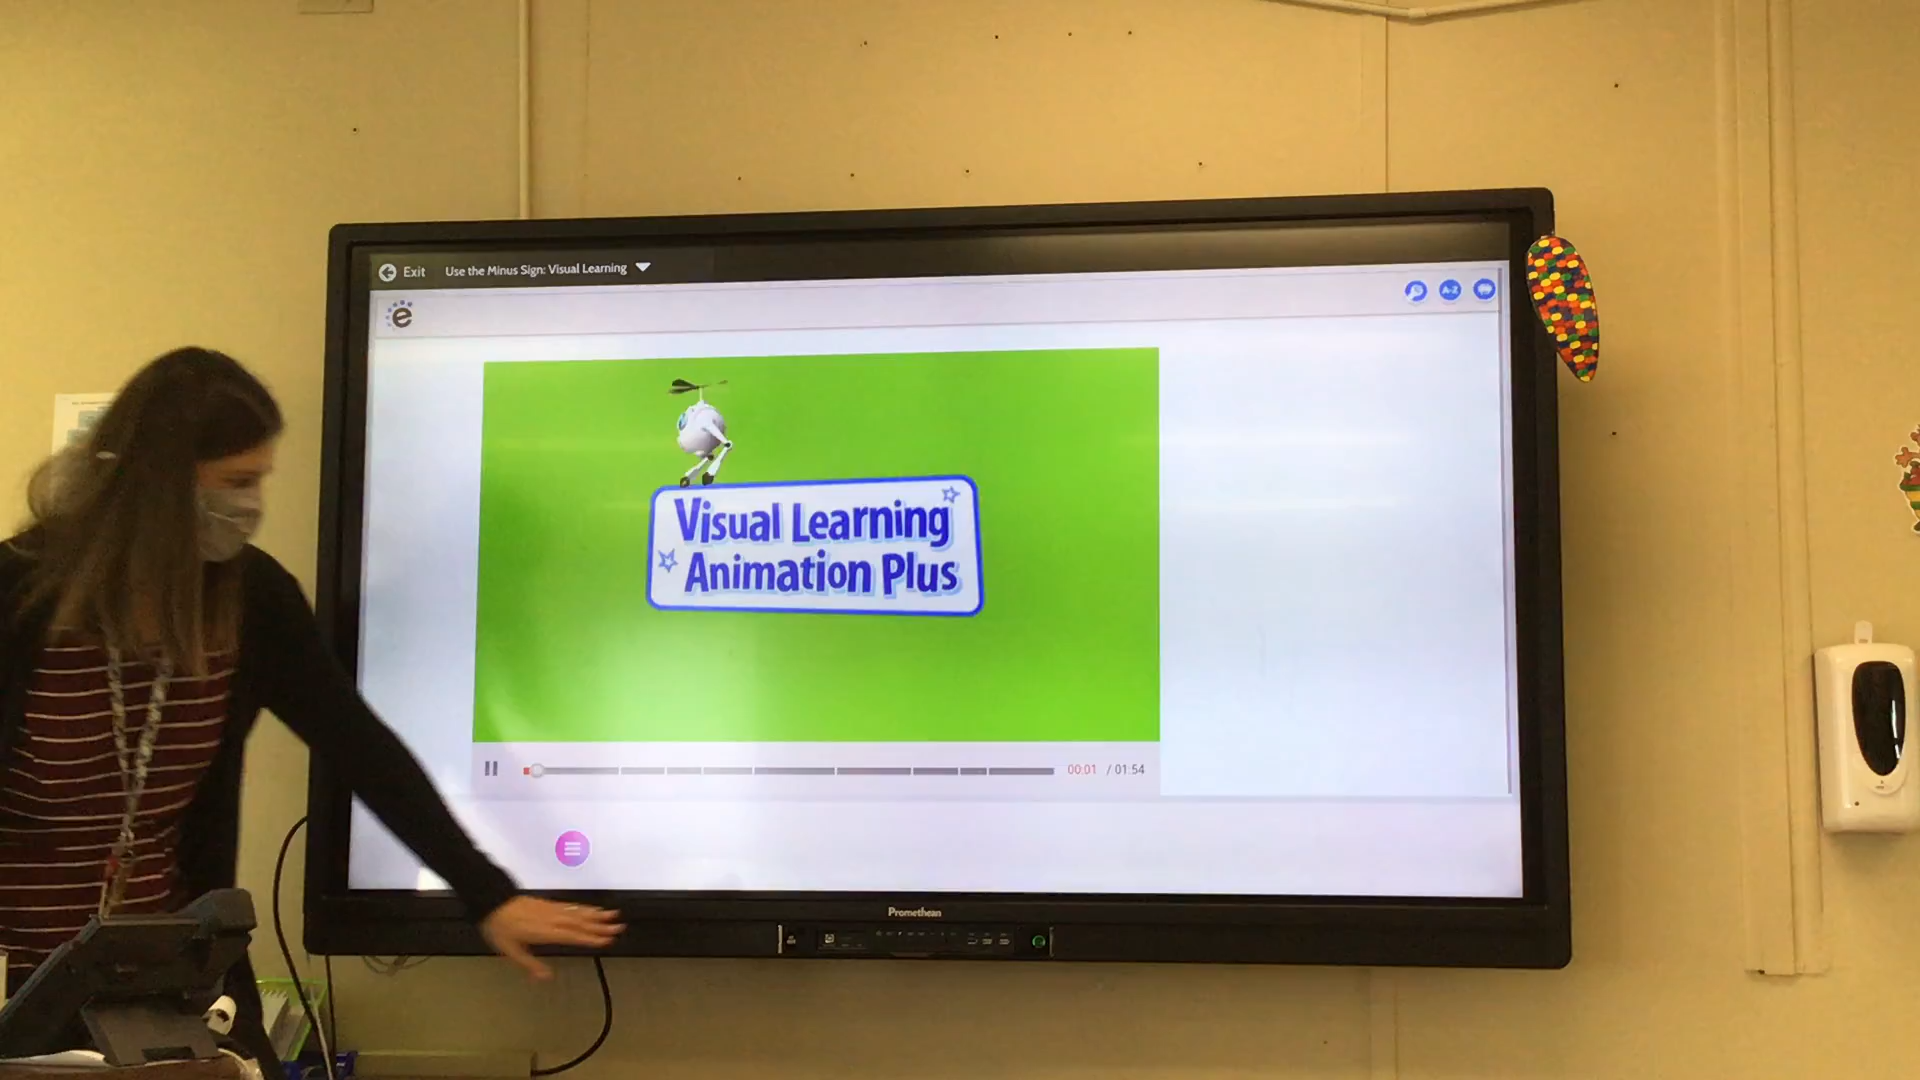 Exit Use the Minus Sign: Visual Learning
e
A-Z
Visual Learning
Animation Plus
00:01 / 01:54
Promethean